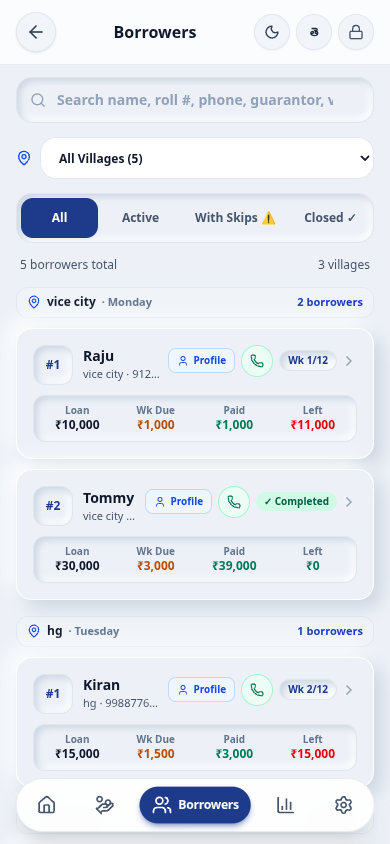 Borrowers
a
Search name, roll #, phone, guarantor, v
All Villages (5)
All Active With Skips ⚠️ Closed ✓
5 borrowers total 3 villages
vice city · Monday 2 borrowers
#1 Raju Profile Wk 1/12
vice city · 912...
Loan Wk Due Paid Left
₹10,000 ₹1,000 ₹1,000 ₹11,000
#2 Tommy Profile ✓ Completed
vice city ...
Loan Wk Due Paid Left
₹30,000 ₹3,000 ₹39,000 ₹0
hg · Tuesday 1 borrowers
#1 Kiran Profile Wk 2/12
hg · 9988776...
Loan Wk Due Paid Left
₹15,000 ₹1,500 ₹3,000 ₹15,000
Borrowers